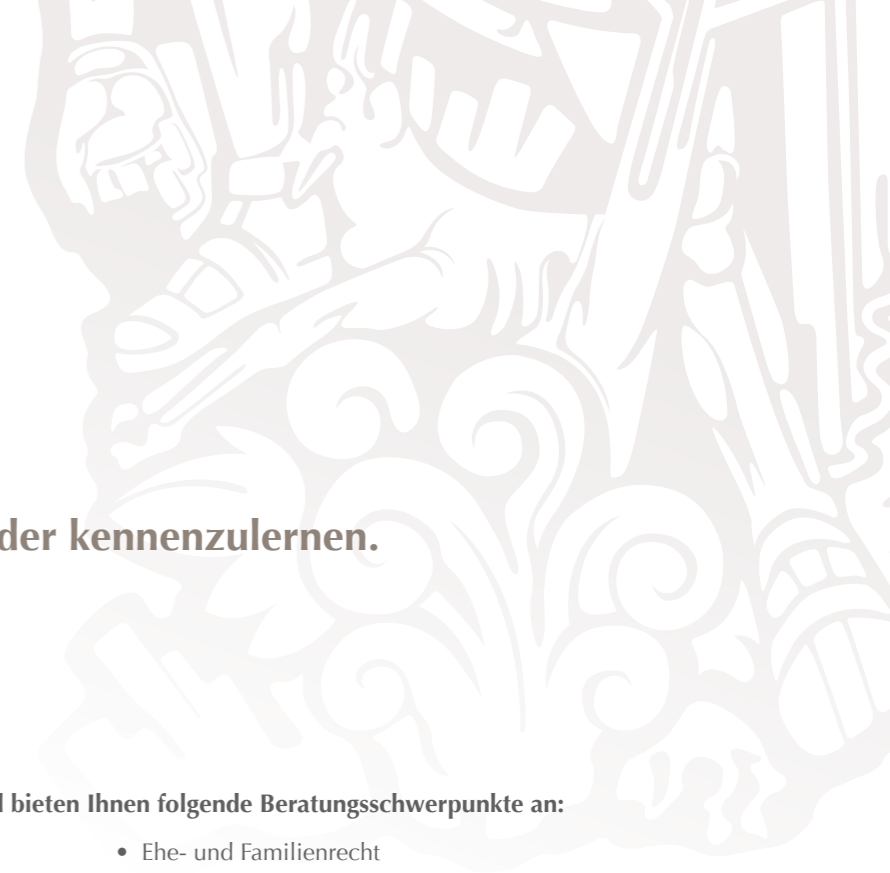 der kennenzulernen.
bieten Ihnen folgende Beratungsschwerpunkte an:
• Ehe- und Familienrecht